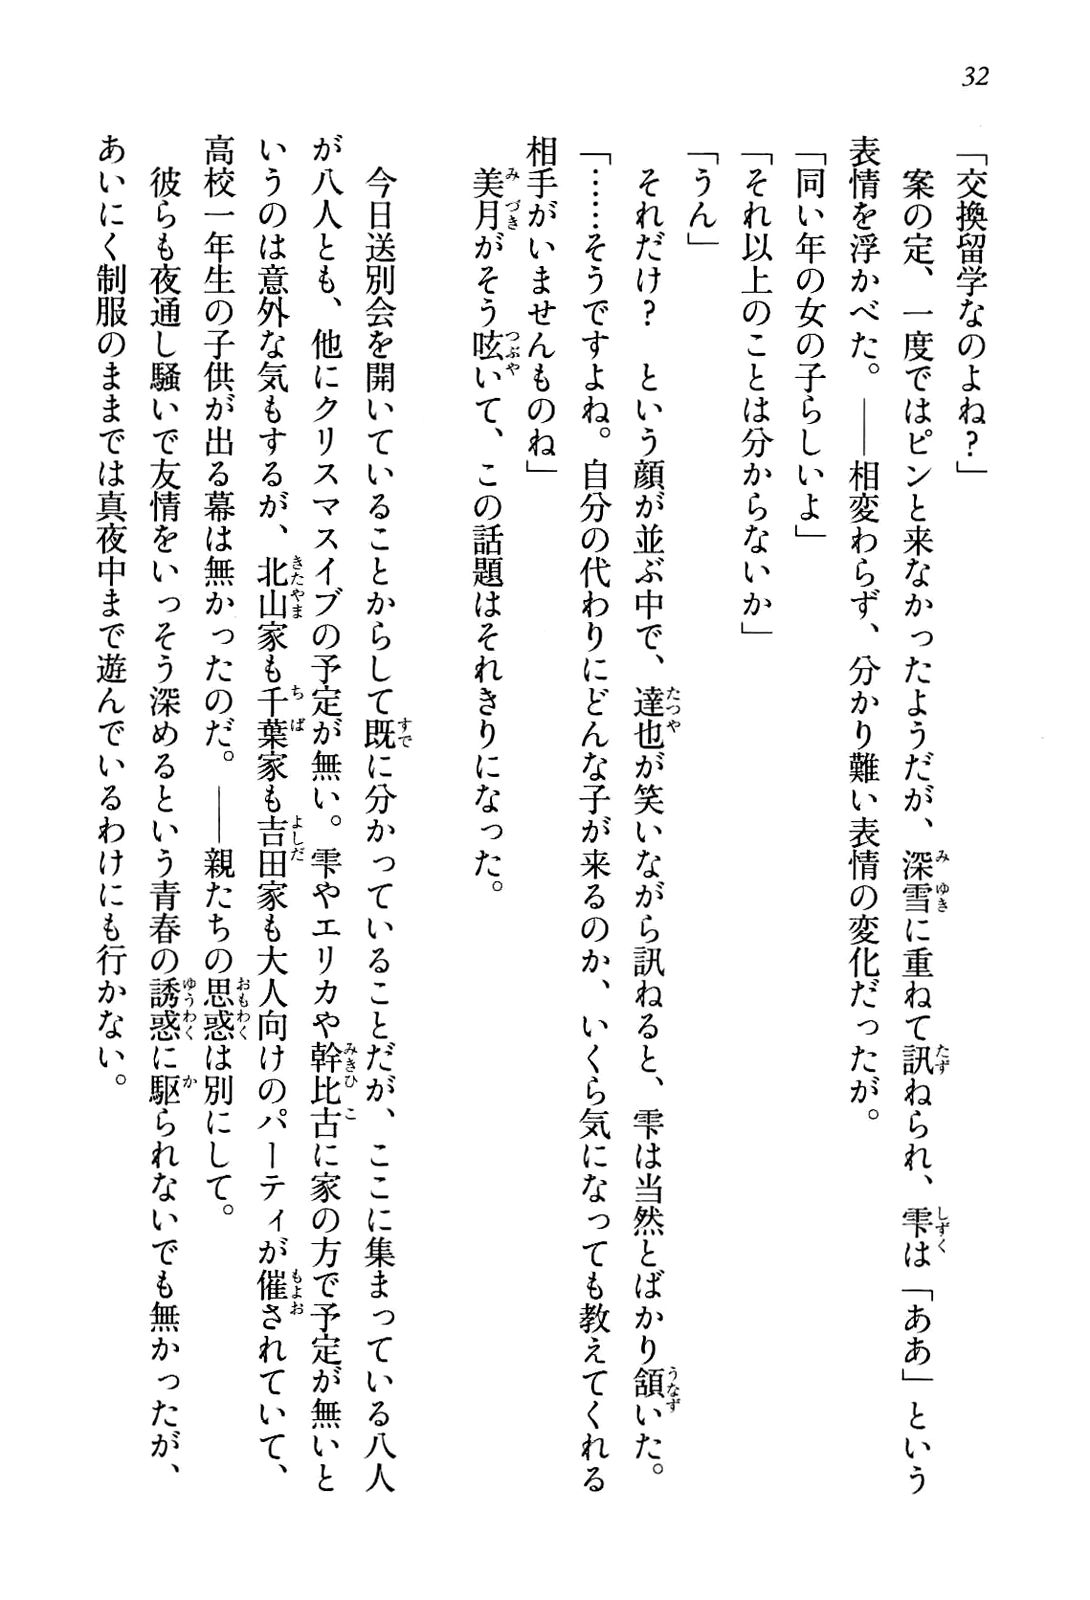 32
「交換留学なのよね?」
案の定、一度ではピンと来なかったようだが、深雪に重ねて訊ねられ、雫は「ああ」という
表情を浮かべた。――相変わらず、分かり難い表情の変化だったが。
「同い年の女の子らしいよ」
「それ以上のことは分からないか」
「うん」
それだけ? という顔が並ぶ中で、達也が笑いながら訊ねると、雫は当然とばかり頷いた。
「……そうですよね。自分の代わりにどんな子が来るのか、いくら気になっても教えてくれる
相手がいませんものね」
美月がそう呟いて、この話題はそれきりになった。
今日送別会を開いていることからして既に分かっていることだが、ここに集まっている八人
が八人とも、他にクリスマスイブの予定が無い。雫やエリカや幹比古に家の方で予定が無いと
いうのは意外な気もするが、北山家も千葉家も吉田家も大人向けのパーティが催されていて、
高校一年生の子供が出る幕は無かったのだ。――親たちの思惑は別にして。
彼らも夜通し騒いで友情をいっそう深めるという青春の誘惑に駆られないでも無かったが、
あいにく制服のままでは真夜中まで遊んでいるわけにも行かない。